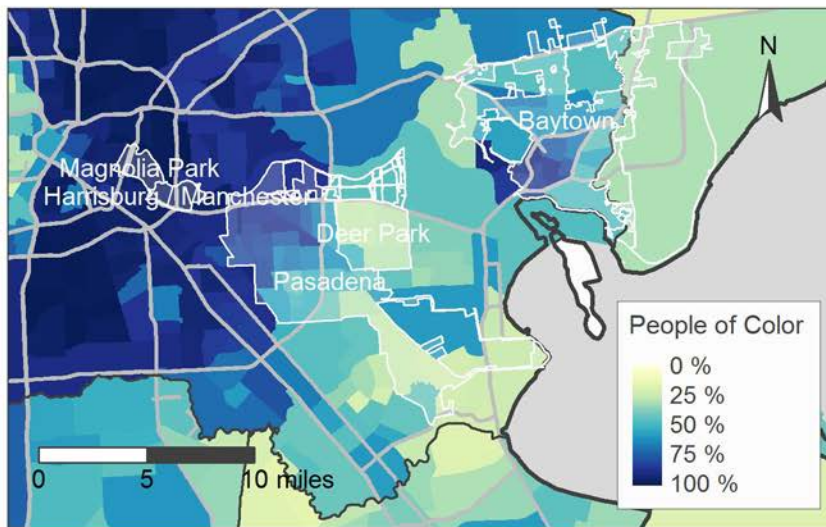 N
Baytown
Magnolia Park
Harrisburg / Manchester
Deer Park
Pasadena
People of Color
0 %
25 %
50 %
75 %
100 %
0 5 10 miles